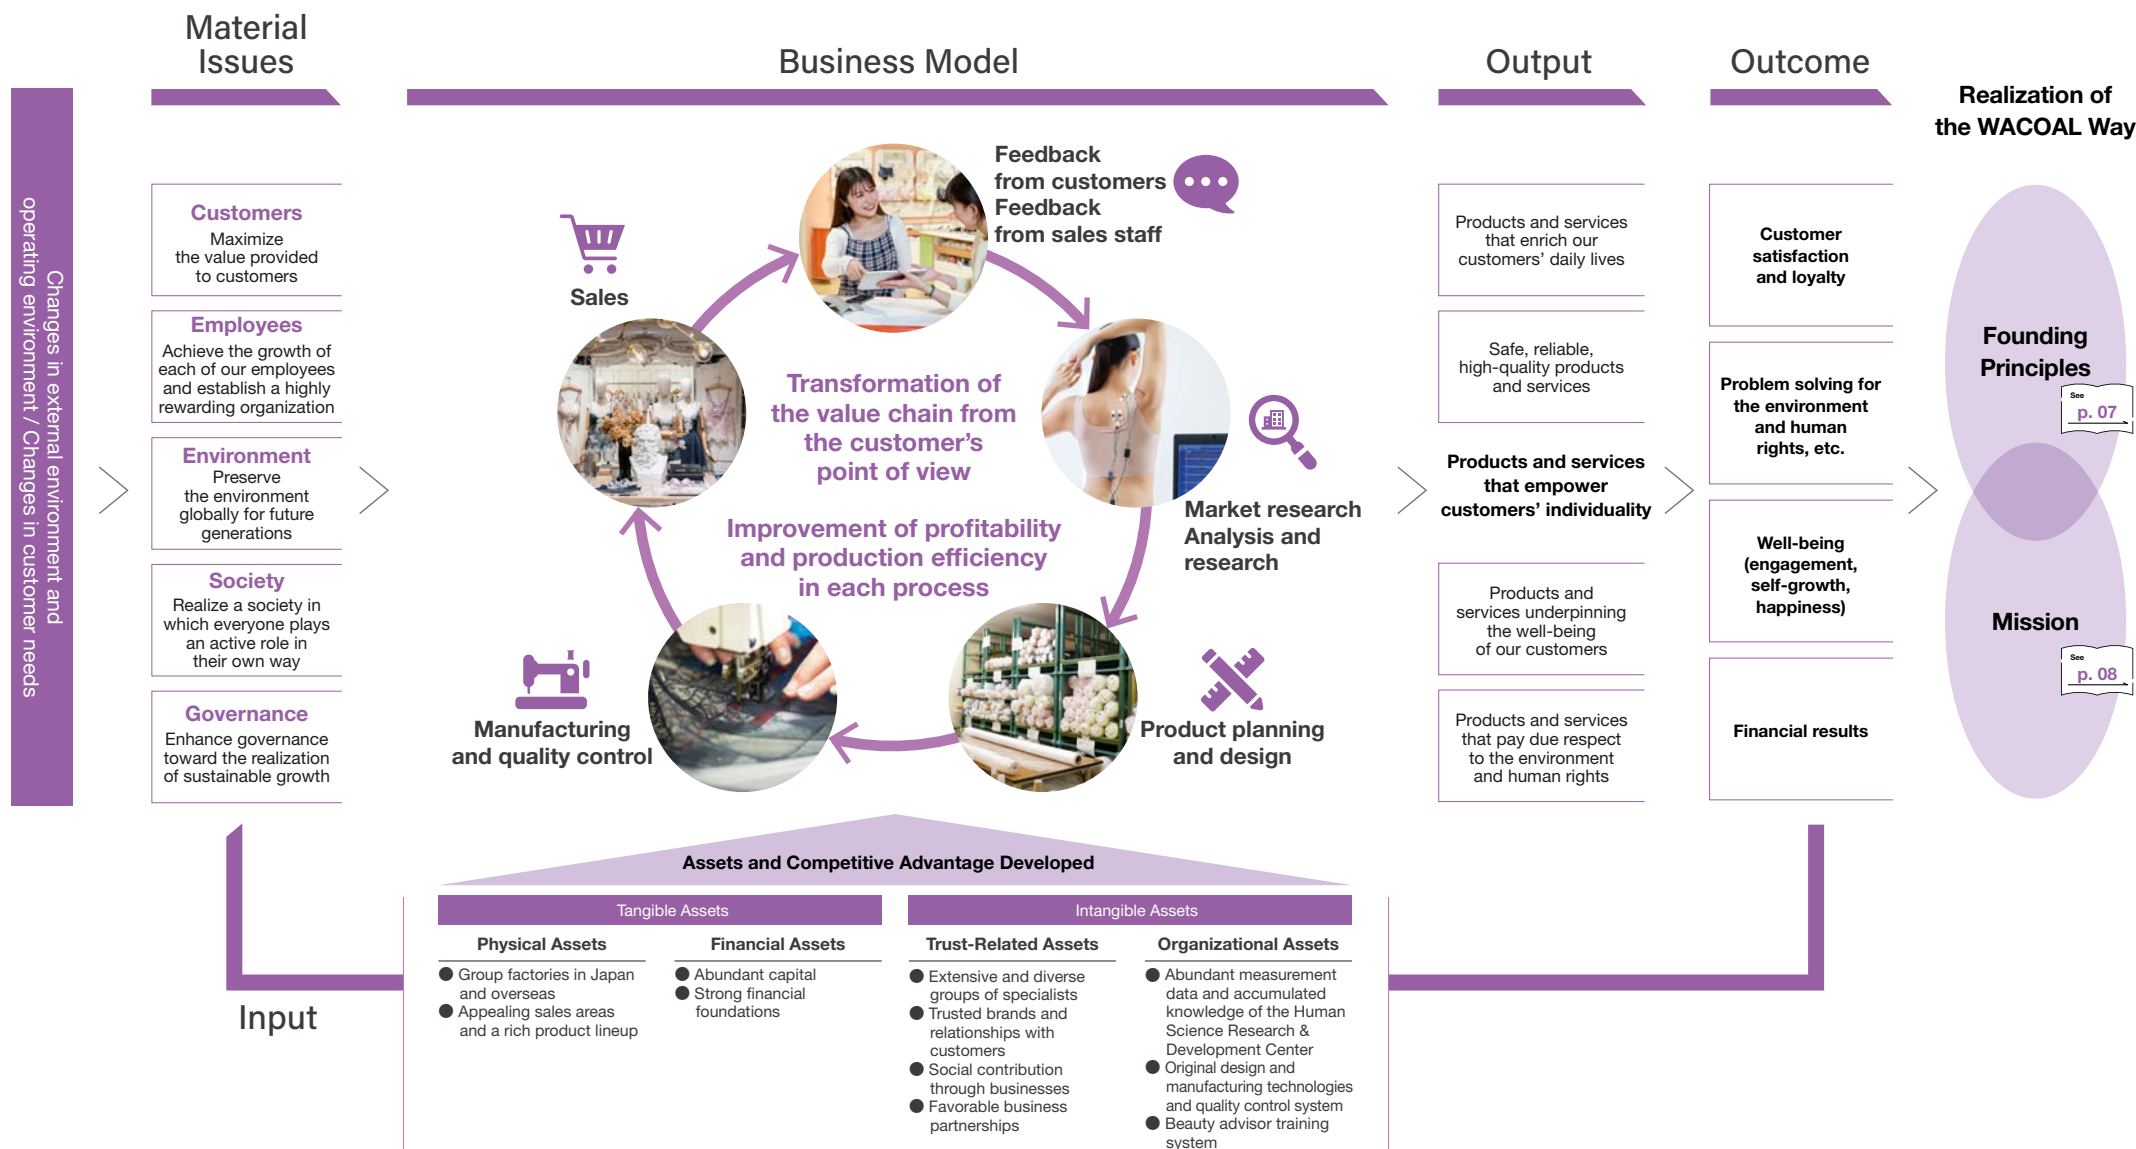 Material
Issues
Business Model
Output
Outcome
Realization of
the WACOAL Way
Changes in external environment and
operating environment / Changes in customer needs
Customers
Maximize
the value provided
to customers
Employees
Achieve the growth of
each of our employees
and establish a highly
rewarding organization
Environment
Preserve
the environment
globally for future
generations
Society
Realize a society in
which everyone plays
an active role in
their own way
Governance
Enhance governance
toward the realization
of sustainable growth
Feedback
from customers
Feedback
from sales staff
Sales
Transformation of
the value chain from
the customer's
point of view
Improvement of profitability
and production efficiency
in each process
Market research
Analysis and
research
Manufacturing
and quality control
Product planning
and design
Products and services
that enrich our
customers' daily lives
Safe, reliable,
high-quality products
and services
Products and services
that empower
customers' individuality
Products and
services underpinning
the well-being
of our customers
Products and services
that pay due respect
to the environment
and human rights
Customer
satisfaction
and loyalty
Problem solving for
the environment
and human
rights, etc.
Well-being
(engagement,
self-growth,
happiness)
Financial results
Founding
Principles
See
p. 07
Mission
See
p. 08
Input
Assets and Competitive Advantage Developed
Tangible Assets
Physical Assets
● Group factories in Japan
and overseas
● Appealing sales areas
and a rich product lineup
Financial Assets
● Abundant capital
● Strong financial
foundations
Intangible Assets
Trust-Related Assets
● Extensive and diverse
groups of specialists
● Trusted brands and
relationships with
customers
● Social contribution
through businesses
● Favorable business
partnerships
Organizational Assets
● Abundant measurement
data and accumulated
knowledge of the Human
Science Research &
Development Center
● Original design and
manufacturing technologies
and quality control system
● Beauty advisor training
system